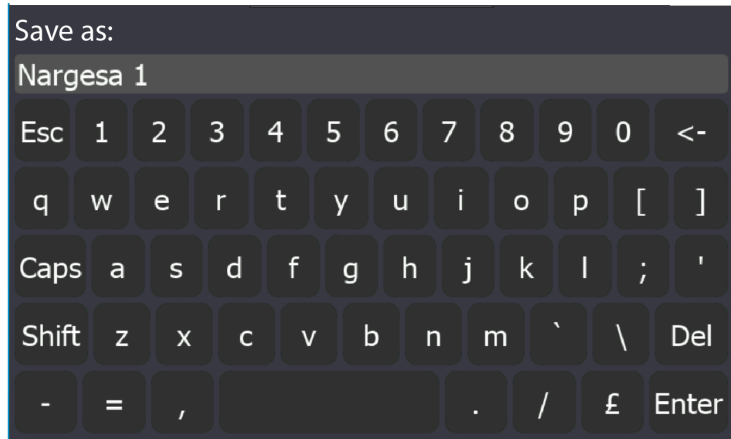 Save as:
Nargesa 1
Esc 1 2 3 4 5 6 7 8 9 0 <-
q w e r t y u i o p [ ]
Caps a s d f g h j k l ; '
Shift z x c v b n m ` \ Del
- = , . / £ Enter